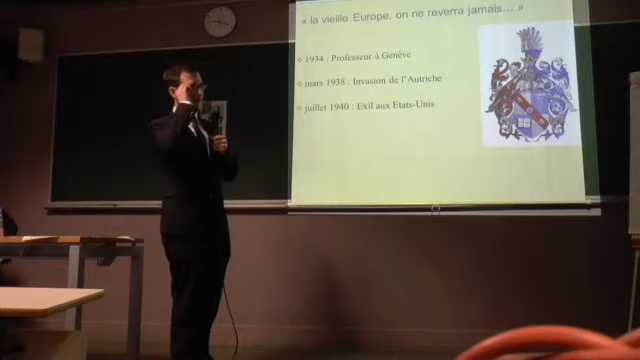 « la vieille Europe, on ne reverra jamais… »
1934 : Professeur à Genève
mars 1938 : Invasion de l'Autriche
juillet 1940 : Exil aux Etats-Unis